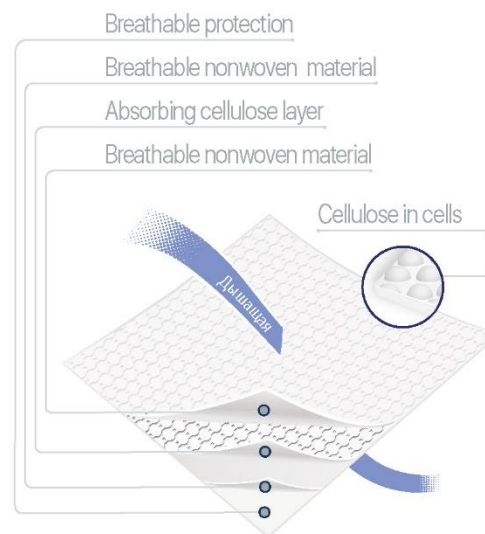 Breathable protection
Breathable nonwoven material
Absorbing cellulose layer
Breathable nonwoven material
Cellulose in cells
Дышащая